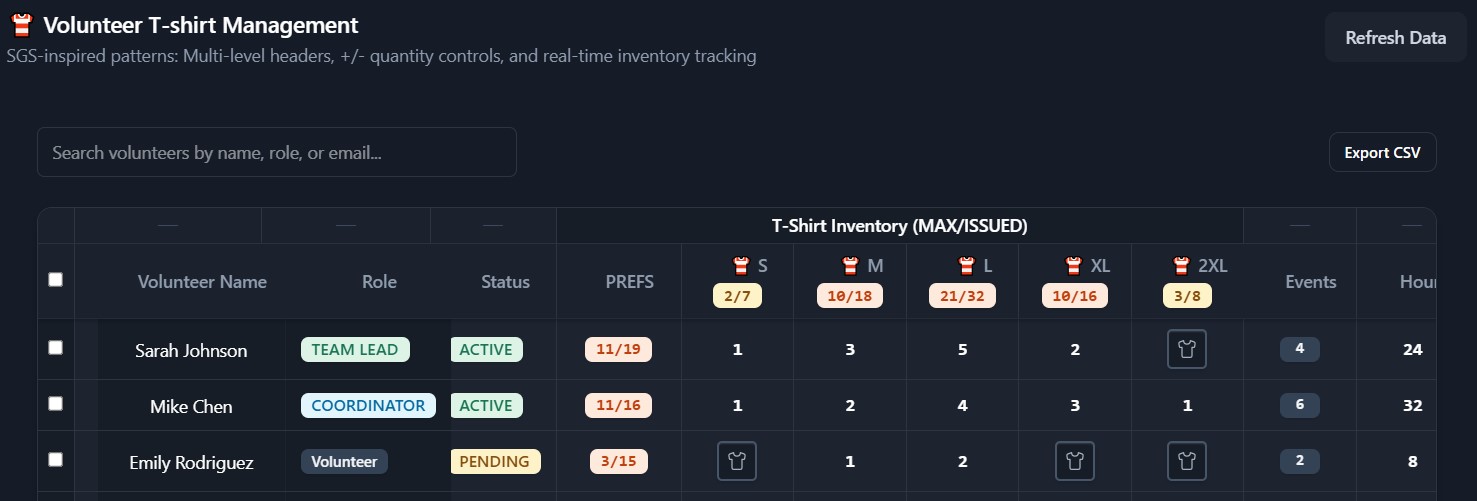 Volunteer T-shirt Management
SGS-inspired patterns: Multi-level headers, +/- quantity controls, and real-time inventory tracking
Refresh Data
Search volunteers by name, role, or email...
Export CSV
— — — T-Shirt Inventory (MAX/ISSUED) — —
Volunteer Name Role Status PREFS S M L XL 2XL Events Hour
2/7 10/18 21/32 10/16 3/8
Sarah Johnson TEAM LEAD ACTIVE 11/19 1 3 5 2 4 24
Mike Chen COORDINATOR ACTIVE 11/16 1 2 4 3 1 6 32
Emily Rodriguez Volunteer PENDING 3/15 1 2 2 8